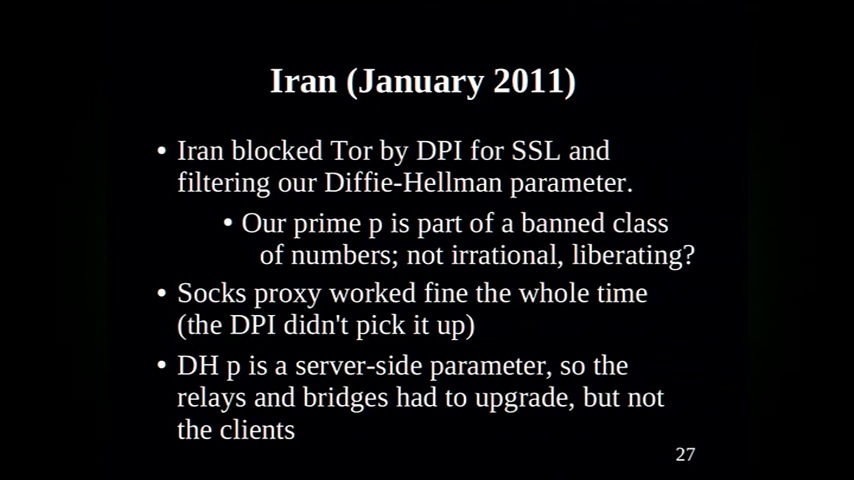 Iran (January 2011)
• Iran blocked Tor by DPI for SSL and
filtering our Diffie-Hellman parameter.
• Our prime p is part of a banned class
of numbers; not irrational, liberating?
• Socks proxy worked fine the whole time
(the DPI didn't pick it up)
• DH p is a server-side parameter, so the
relays and bridges had to upgrade, but not
the clients
27